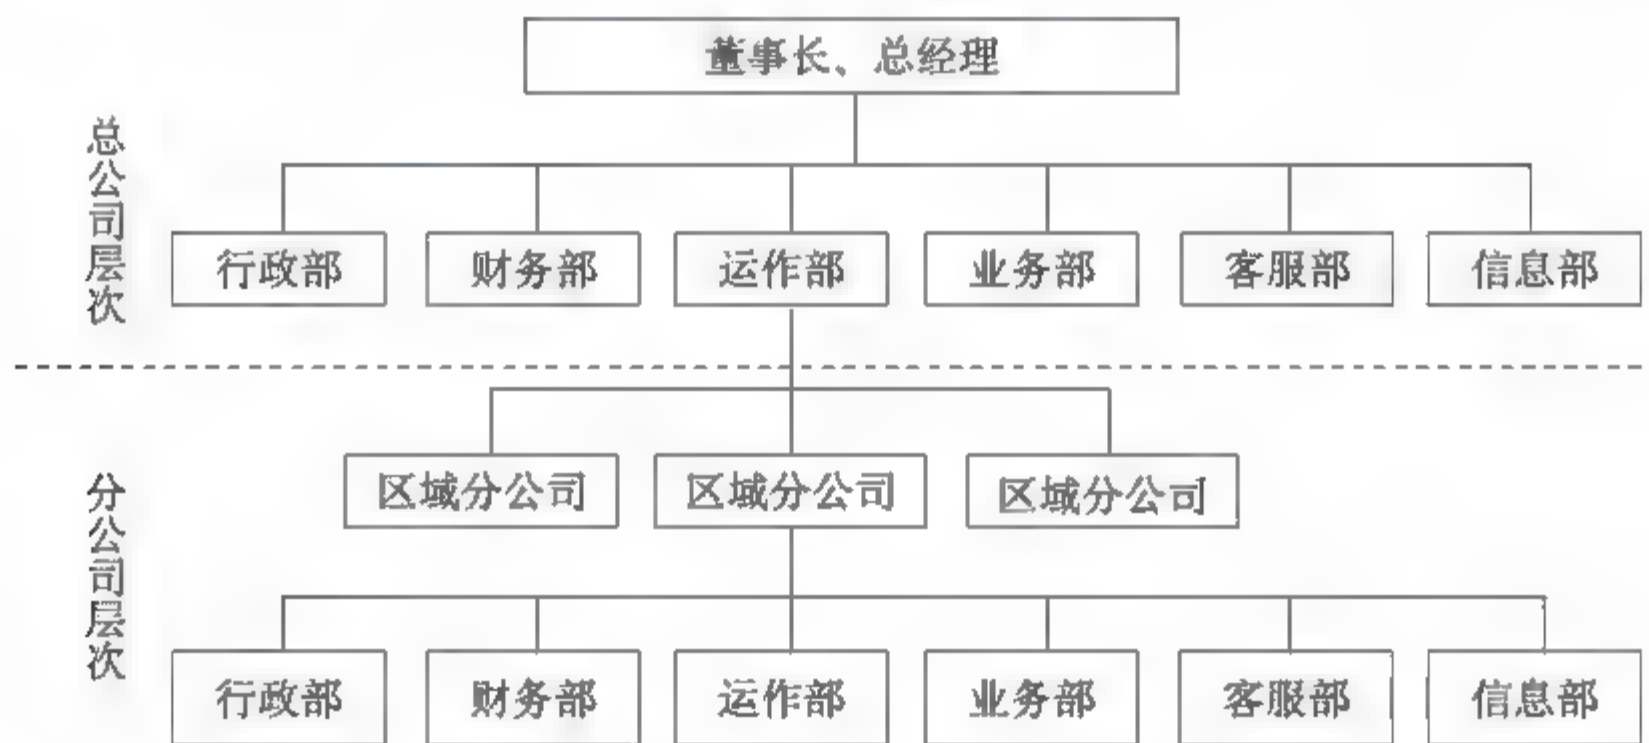 董事长、总经理
总公司层次
行政部
财务部
运作部
业务部
客服部
信息部
分公司层次
区域分公司
区域分公司
区域分公司
行政部
财务部
运作部
业务部
客服部
信息部